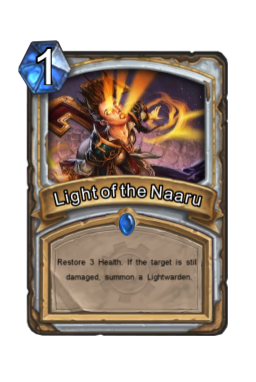 1
Light of the Naaru
Restore 3 Health. If the target is still
damaged, summon a Lightwarden.